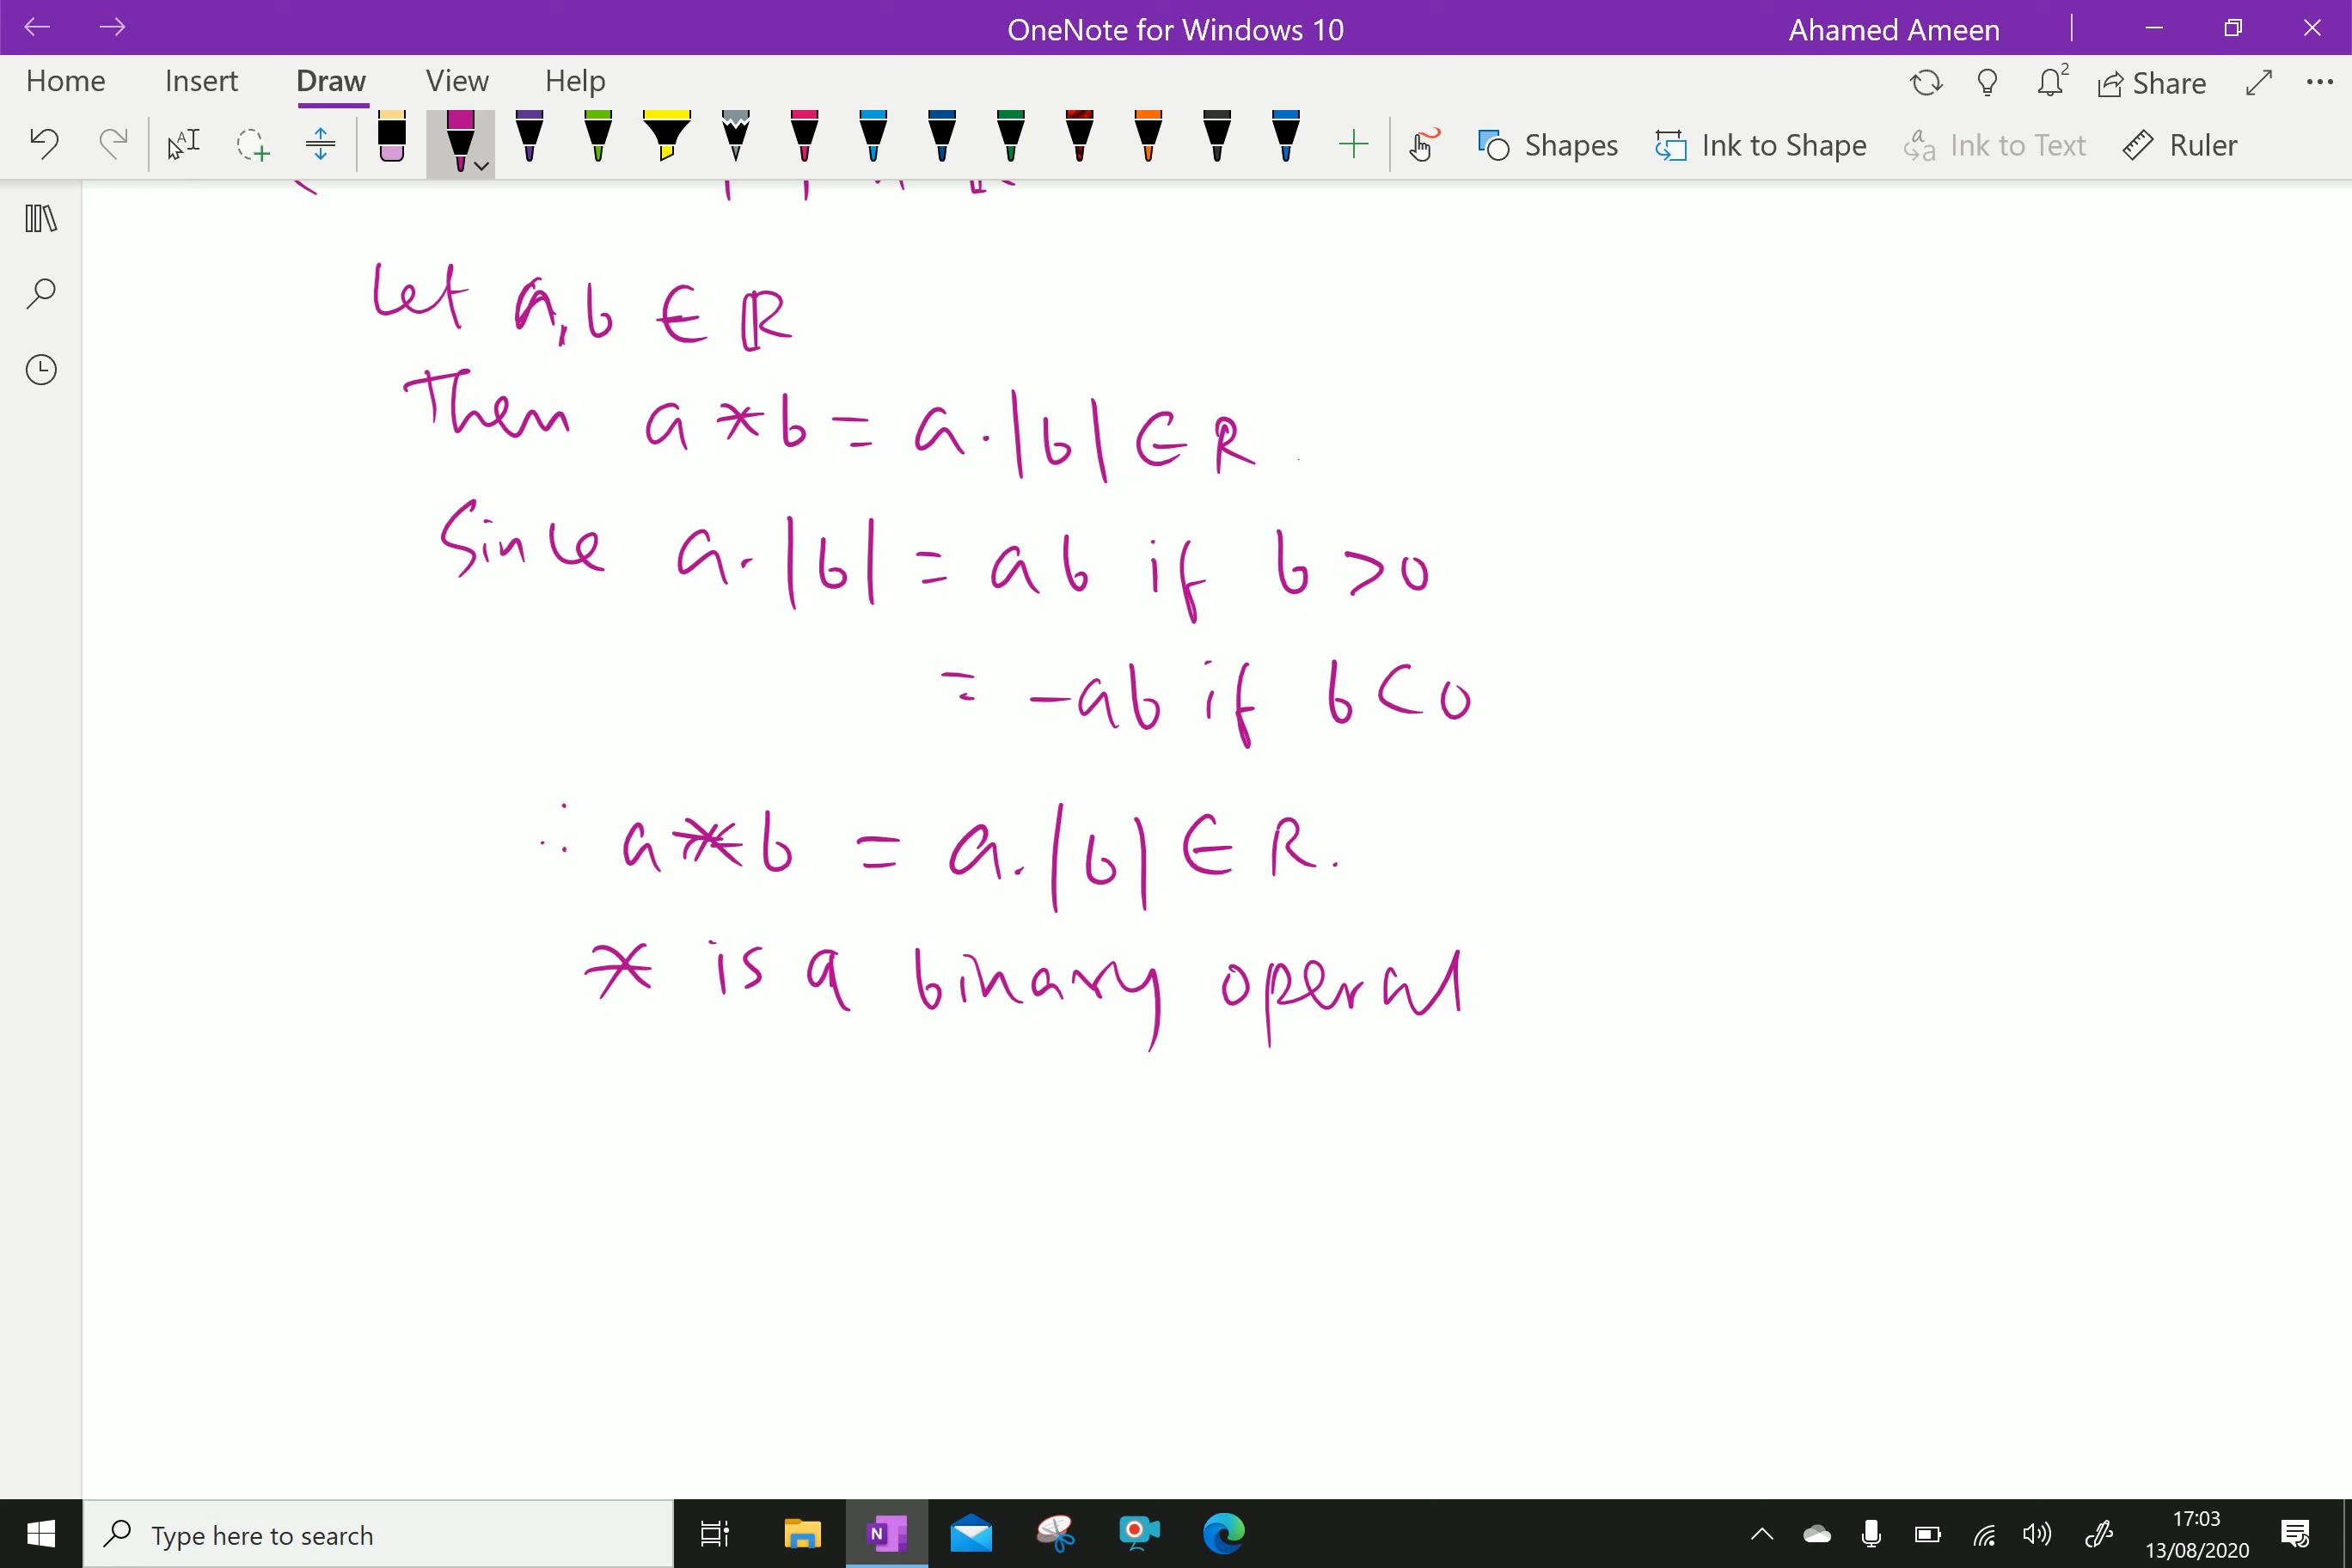 OneNote for Windows 10
Ahamed Ameen
Home Insert Draw View Help
2
Share
Shapes Ink to Shape Ink to Text Ruler
Let a, b ∈ ℝ
Then a * b = a.|b| ∈ R.
Since a.|b| = ab if b >0
= -ab if b <0
∴ a * b = a.|b| ∈ R.
* is a binary operat
Type here to search
17:03
13/08/2020